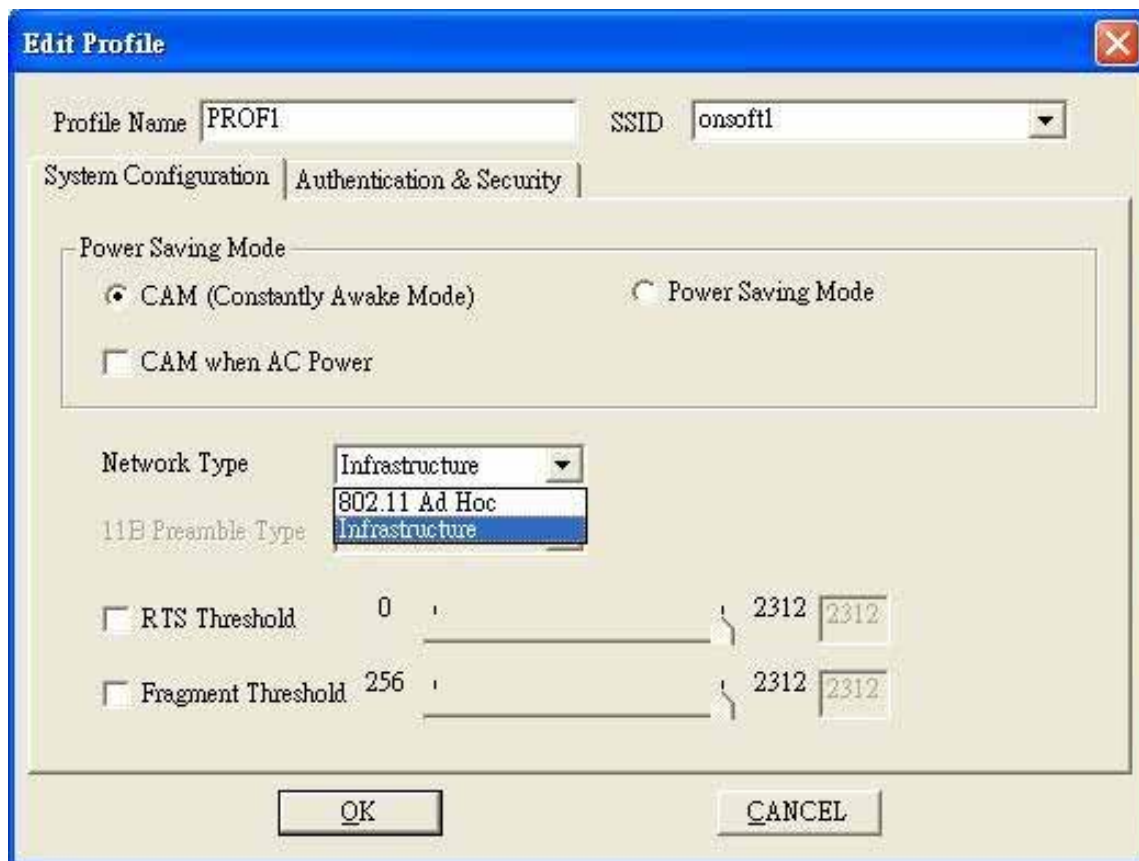 Edit Profile
Profile Name PROF1 SSID onsoft1
System Configuration Authentication & Security
Power Saving Mode
CAM (Constantly Awake Mode) Power Saving Mode
CAM when AC Power
Network Type Infrastructure
802.11 Ad Hoc
11B Preamble Type Infrastructure
RTS Threshold 0 2312 2312
Fragment Threshold 256 2312 2312
OK CANCEL